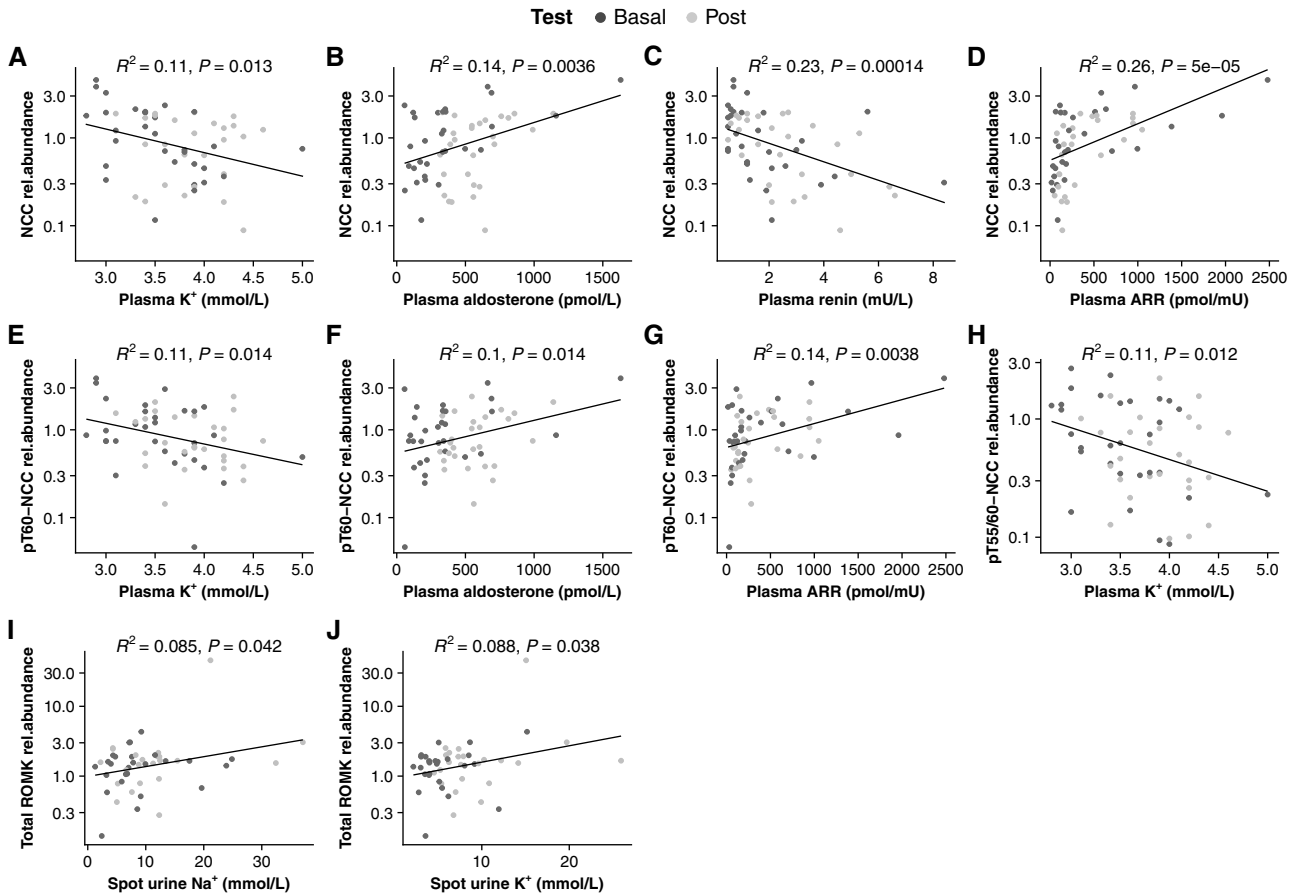 Test Basal Post
A
R² = 0.11, P = 0.013
NCC rel.abundance
3.0
1.0
0.3
0.1
3.0 3.5 4.0 4.5 5.0
Plasma K⁺ (mmol/L)
B
R² = 0.14, P = 0.0036
NCC rel.abundance
3.0
1.0
0.3
0.1
0 500 1000 1500
Plasma aldosterone (pmol/L)
C
R² = 0.23, P = 0.00014
NCC rel.abundance
3.0
1.0
0.3
0.1
2 4 6 8
Plasma renin (mU/L)
D
R² = 0.26, P = 5e−05
NCC rel.abundance
3.0
1.0
0.3
0.1
0 500 1000 1500 2000 2500
Plasma ARR (pmol/mU)
E
R² = 0.11, P = 0.014
pT60−NCC rel.abundance
3.0
1.0
0.3
0.1
3.0 3.5 4.0 4.5 5.0
Plasma K⁺ (mmol/L)
F
R² = 0.1, P = 0.014
pT60−NCC rel.abundance
3.0
1.0
0.3
0.1
0 500 1000 1500
Plasma aldosterone (pmol/L)
G
R² = 0.14, P = 0.0038
pT60−NCC rel.abundance
3.0
1.0
0.3
0.1
0 500 1000 1500 2000 2500
Plasma ARR (pmol/mU)
H
R² = 0.11, P = 0.012
pT55/60−NCC rel.abundance
3.0
1.0
0.3
0.1
3.0 3.5 4.0 4.5 5.0
Plasma K⁺ (mmol/L)
I
R² = 0.085, P = 0.042
Total ROMK rel.abundance
30.0
10.0
3.0
1.0
0.3
0 10 20 30
Spot urine Na⁺ (mmol/L)
J
R² = 0.088, P = 0.038
Total ROMK rel.abundance
30.0
10.0
3.0
1.0
0.3
10 20
Spot urine K⁺ (mmol/L)